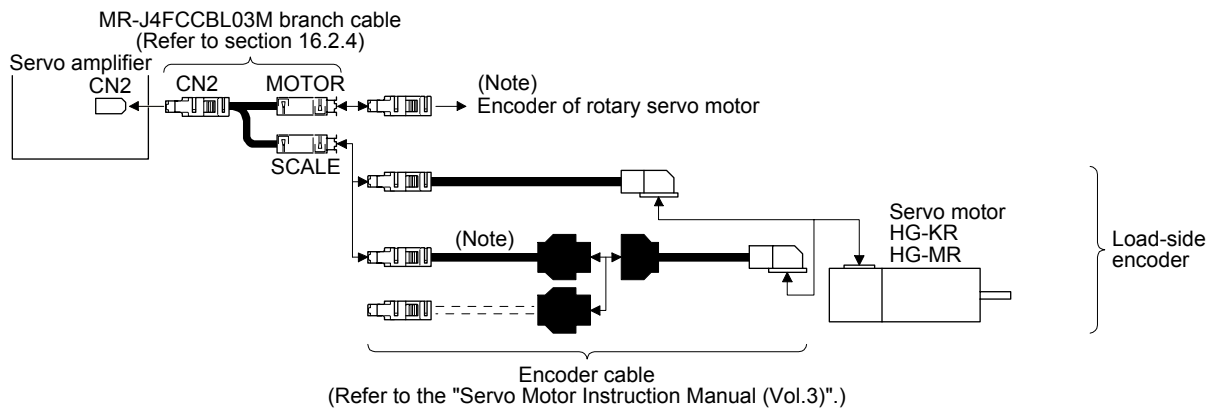 MR-J4FCCBL03M branch cable
(Refer to section 16.2.4)
Servo amplifier
CN2
CN2
MOTOR
(Note)
Encoder of rotary servo motor
SCALE
(Note)
Servo motor
HG-KR
HG-MR
Load-side
encoder
Encoder cable
(Refer to the "Servo Motor Instruction Manual (Vol.3)".)